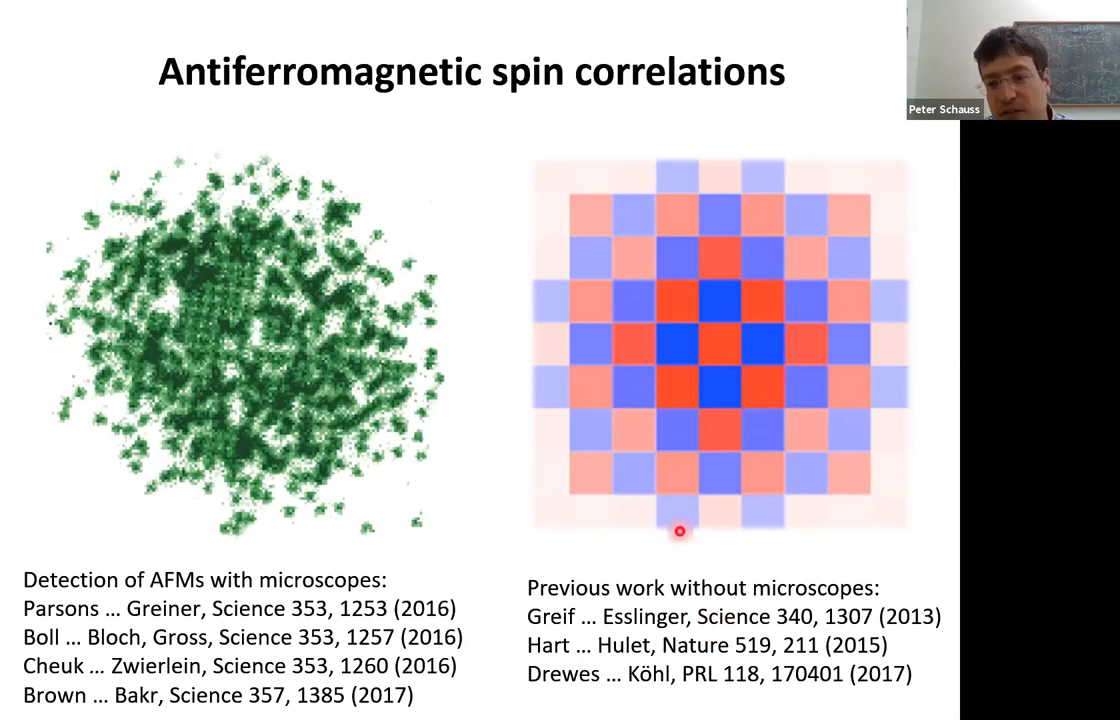 Antiferromagnetic spin correlations
Peter Schauss
Detection of AFMs with microscopes:
Parsons … Greiner, Science 353, 1253 (2016)
Boll … Bloch, Gross, Science 353, 1257 (2016)
Cheuk … Zwierlein, Science 353, 1260 (2016)
Brown … Bakr, Science 357, 1385 (2017)
Previous work without microscopes:
Greif … Esslinger, Science 340, 1307 (2013)
Hart … Hulet, Nature 519, 211 (2015)
Drewes … Köhl, PRL 118, 170401 (2017)